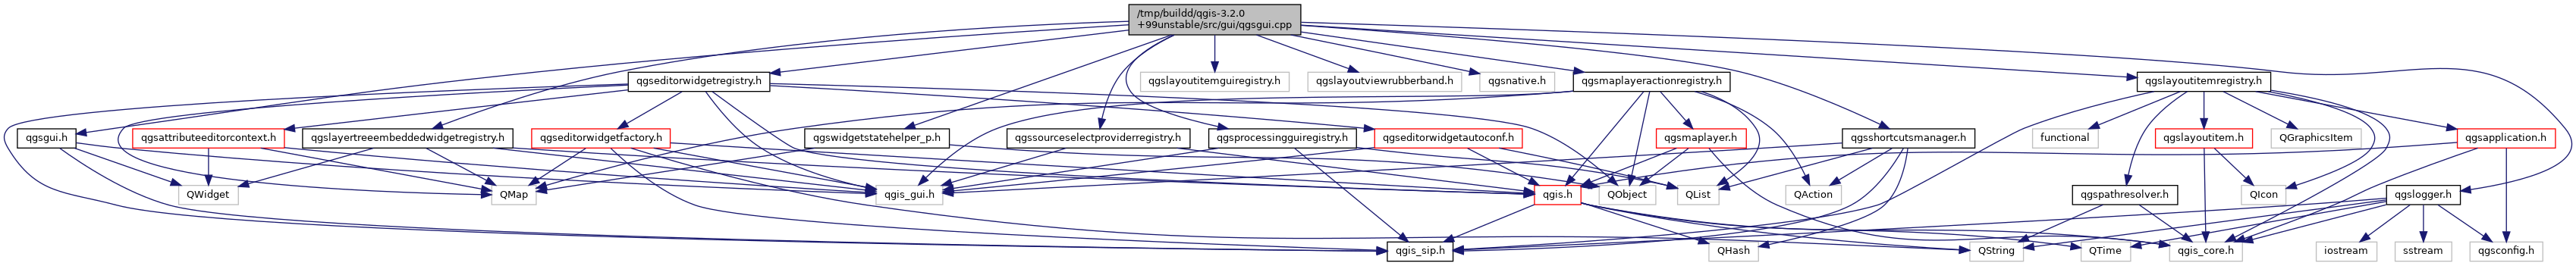 /tmp/buildd/qgis-3.2.0
+99unstable/src/gui/qgsgui.cpp
qgseditorwidgetregistry.h
qgslayoutitemguiregistry.h
qgslayoutviewrubberband.h
qgsnative.h
qgsmaplayeractionregistry.h
qgslayoutitemregistry.h
qgsgui.h
qgsattributeeditorcontext.h
qgslayertreeembeddedwidgetregistry.h
qgseditorwidgetfactory.h
qgswidgetstatehelper_p.h
qgssourceselectproviderregistry.h
qgsprocessingguiregistry.h
qgseditorwidgetautoconf.h
qgsmaplayer.h
qgsshortcutsmanager.h
functional
qgslayoutitem.h
QGraphicsItem
qgsapplication.h
QWidget
QMap
qgis_gui.h
qgis.h
QObject
QList
QAction
qgspathresolver.h
QIcon
qgslogger.h
qgis_sip.h
QHash
QString
QTime
qgis_core.h
iostream
sstream
qgsconfig.h